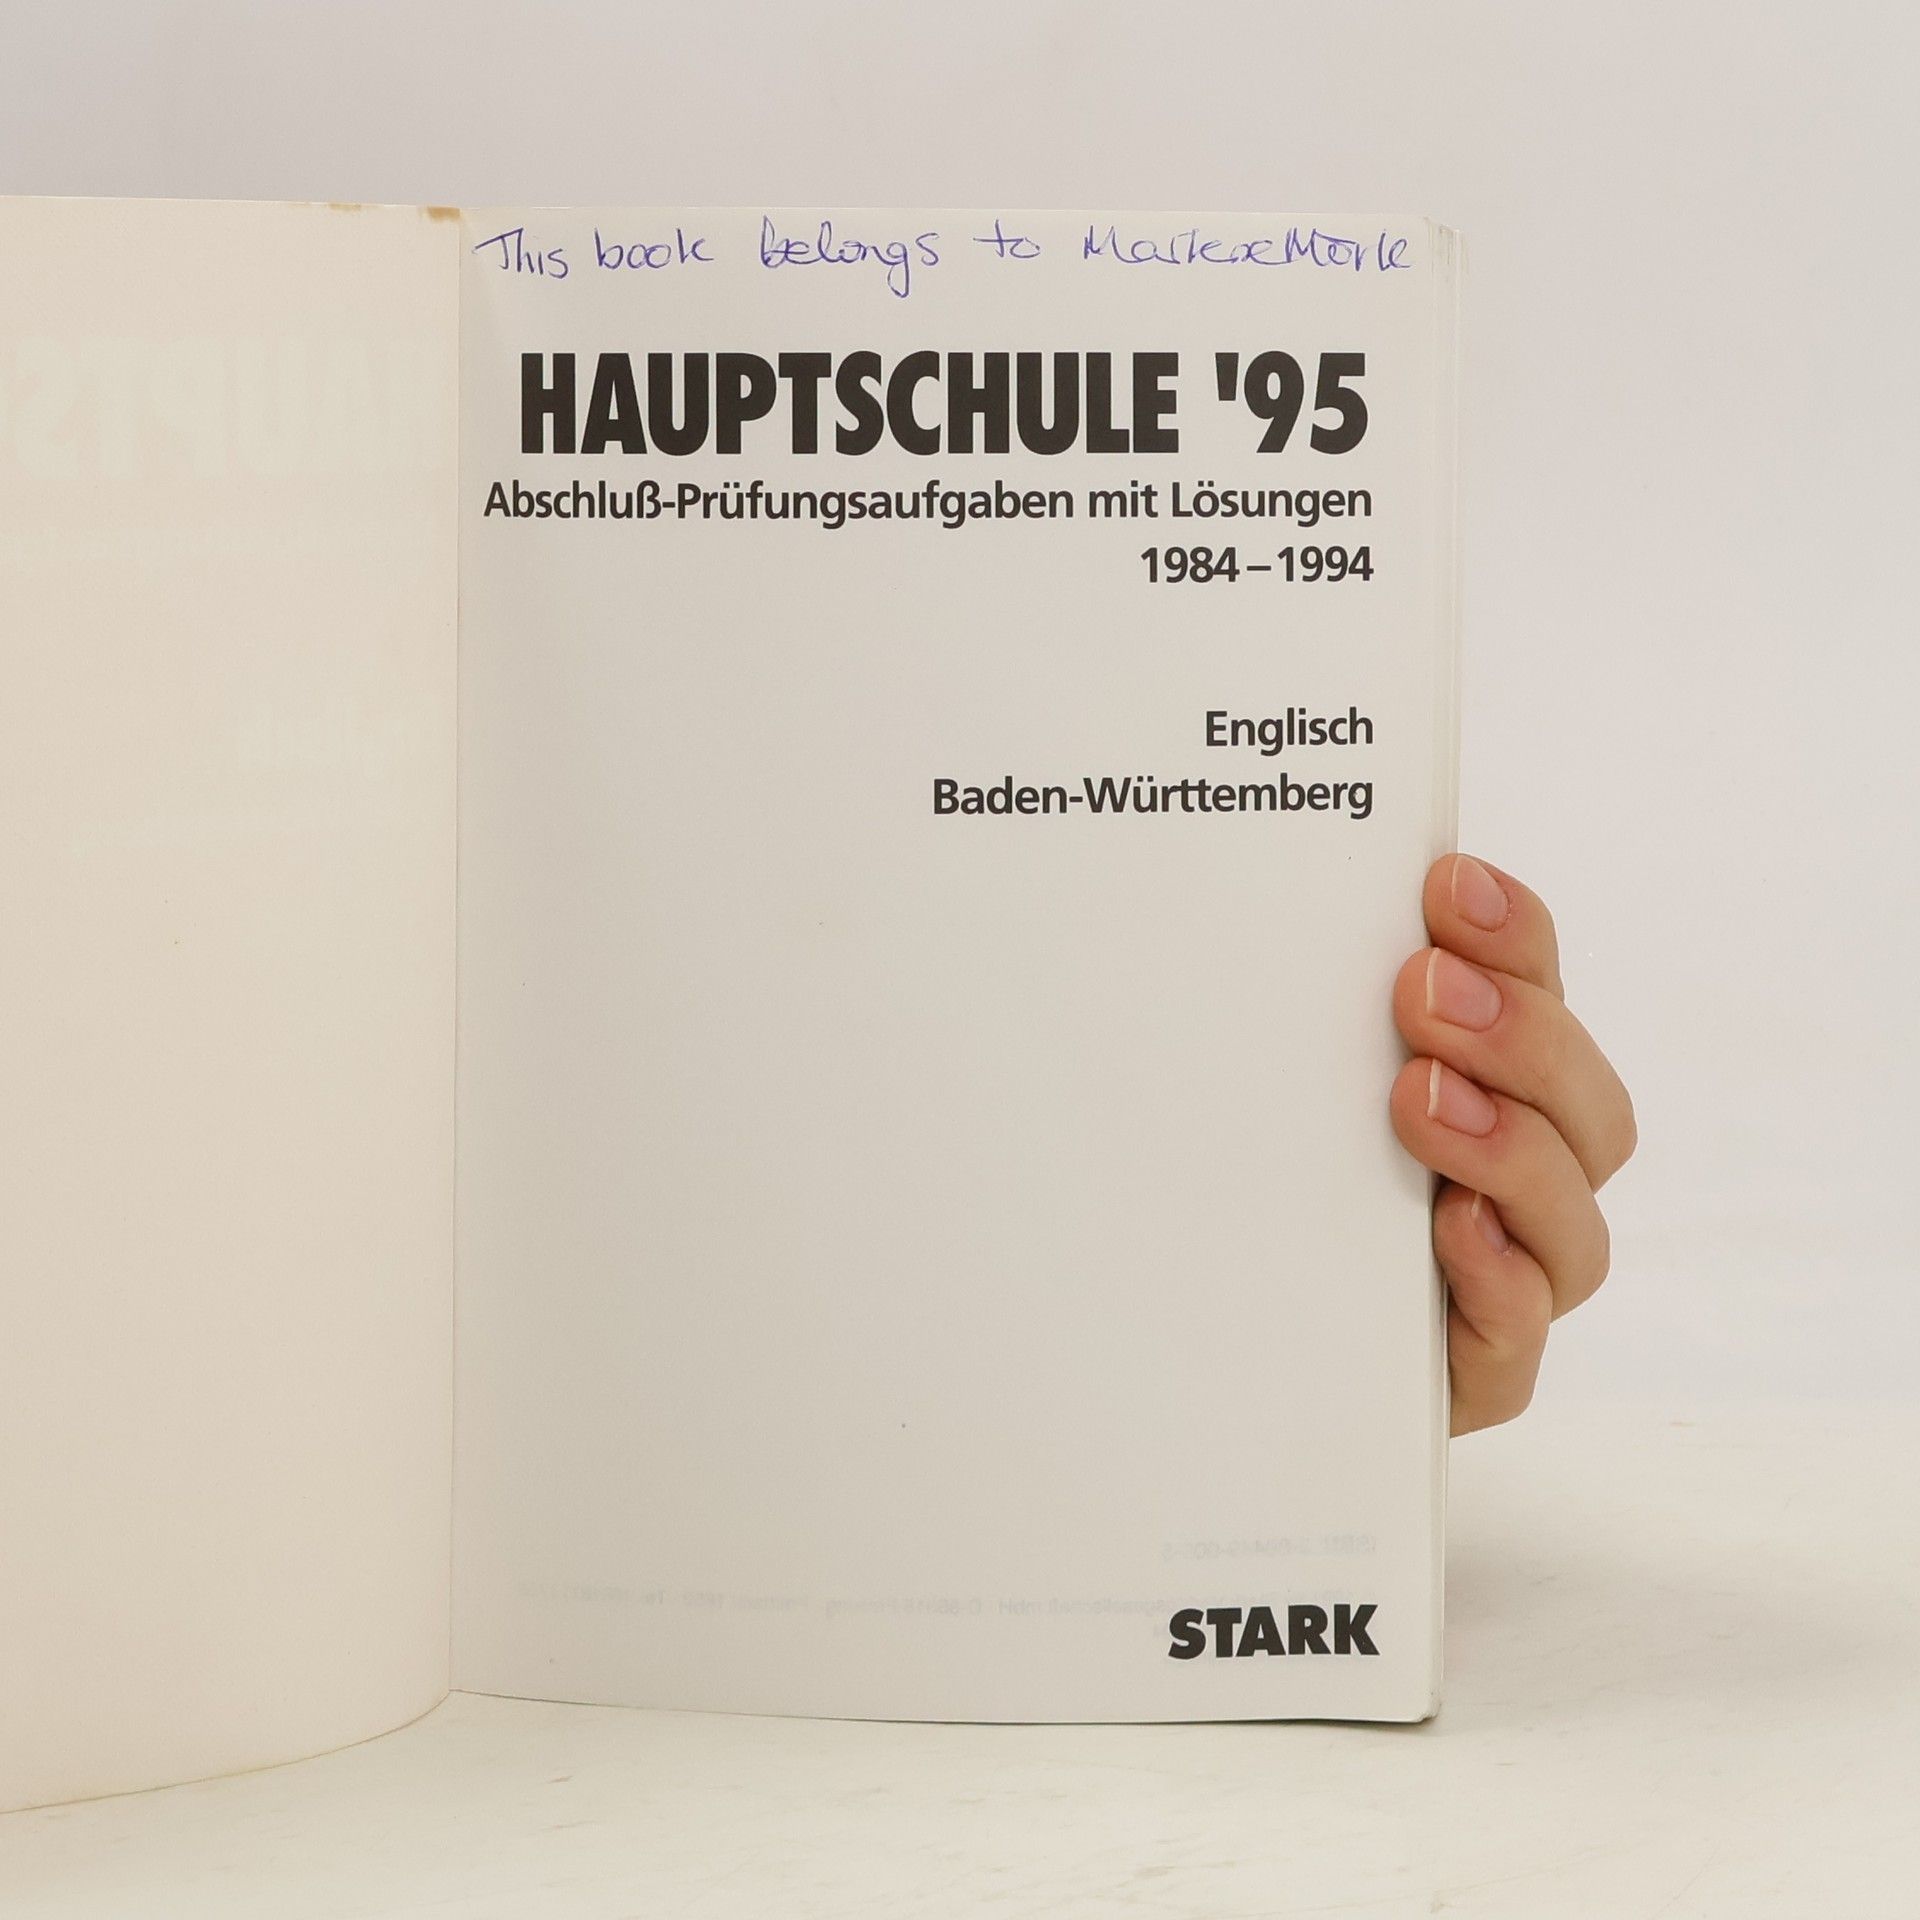 This book belongs to
HAUPTSCHULE '95
Abschluß-Prüfungsaufgaben mit Lösungen
1984–1994
Englisch
Baden-Württemberg
STARK